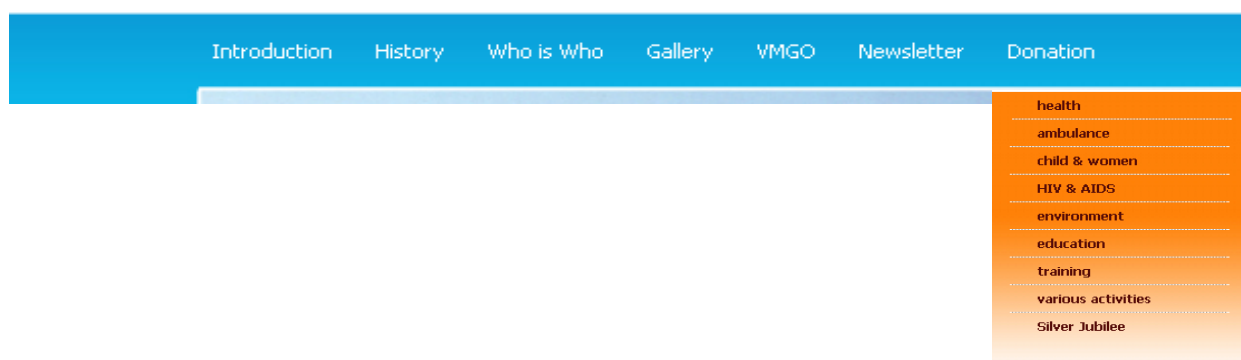 Introduction History Who is Who Gallery VMGO Newsletter Donation
health
ambulance
child & women
HIV & AIDS
environment
education
training
various activities
Silver Jubilee